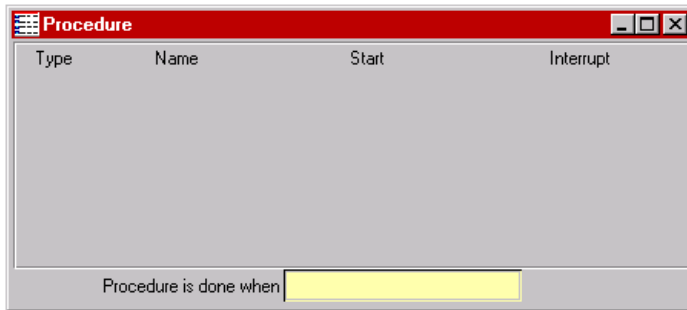 Procedure
Type Name Start Interrupt
Procedure is done when